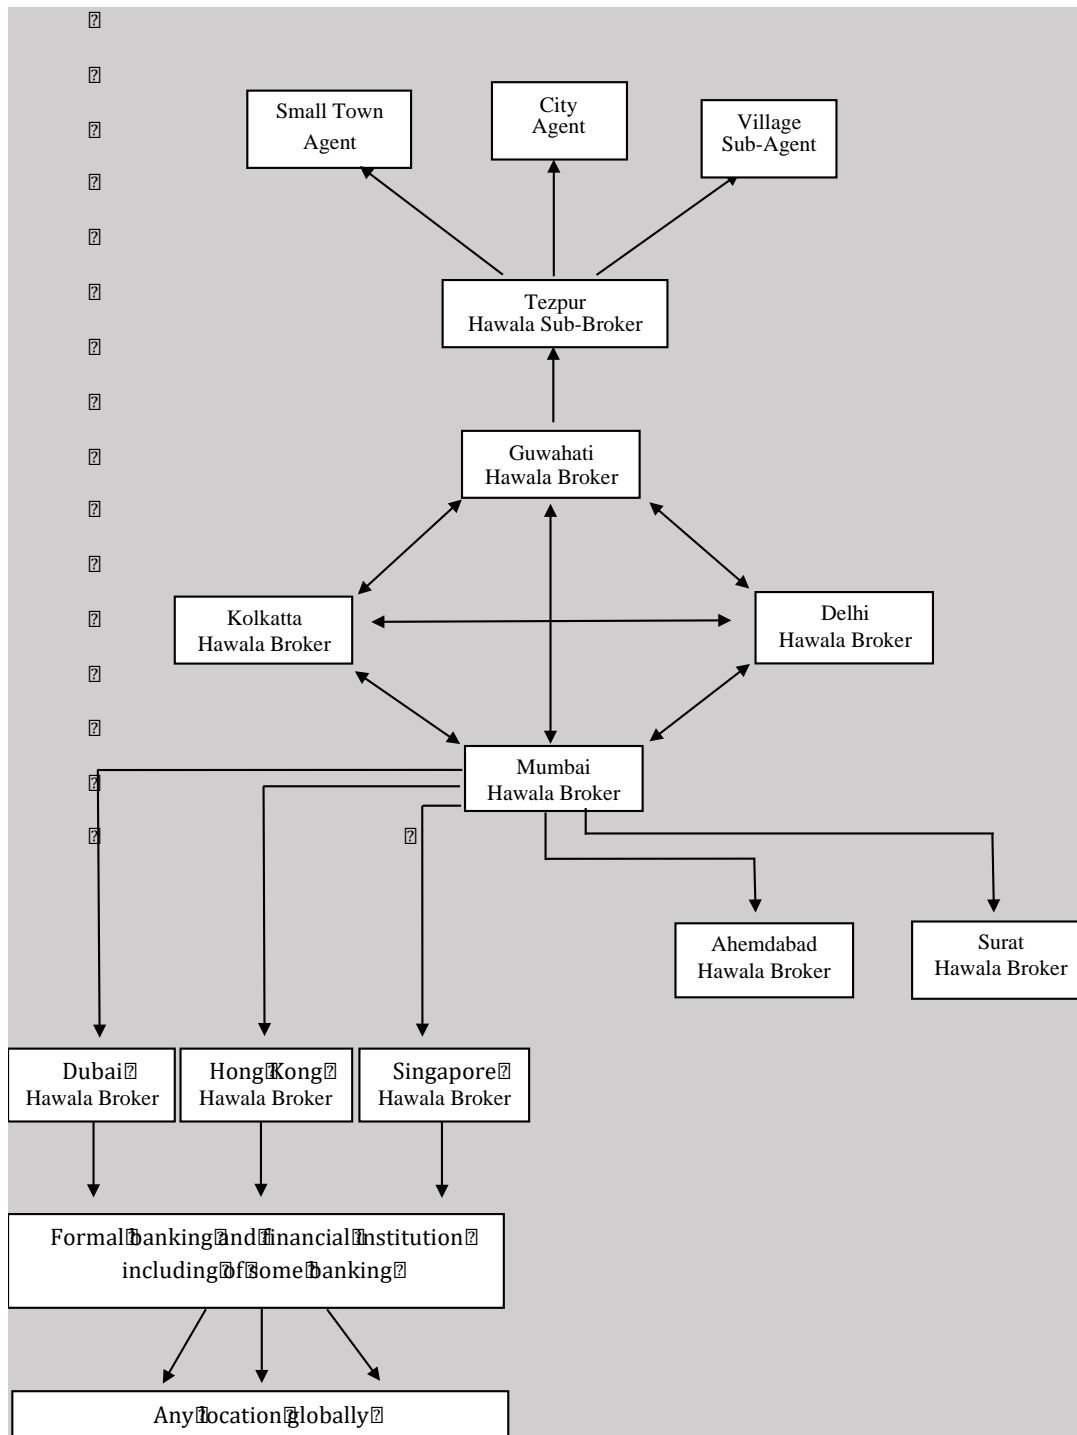 Small Town
Agent
City
Agent
Village
Sub-Agent
Tezpur
Hawala Sub-Broker
Guwahati
Hawala Broker
Kolkatta
Hawala Broker
Delhi
Hawala Broker
Mumbai
Hawala Broker
Ahemdabad
Hawala Broker
Surat
Hawala Broker
Dubai
Hawala Broker
Hong Kong
Hawala Broker
Singapore
Hawala Broker
Formal banking and financial institution
including of some banking
Any location globally